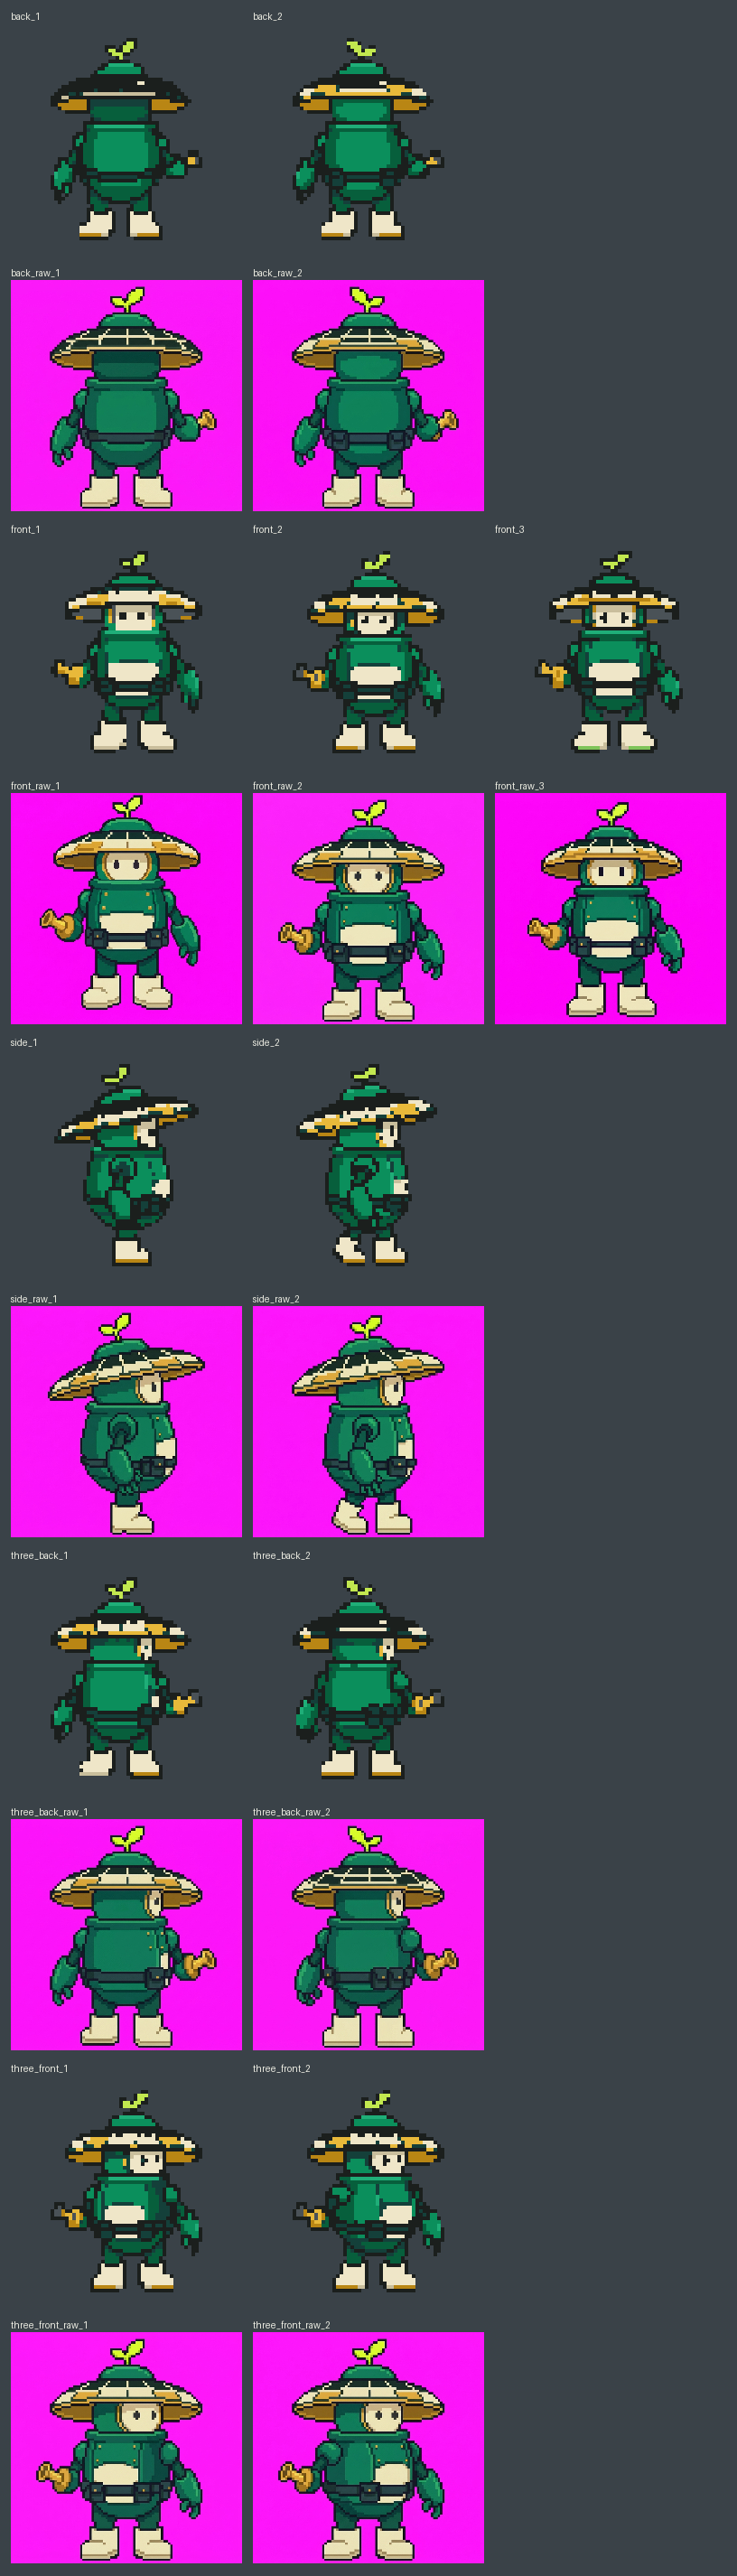 back_1 back_2
back_raw_1 back_raw_2
front_1 front_2 front_3
front_raw_1 front_raw_2 front_raw_3
side_1 side_2
side_raw_1 side_raw_2
three_back_1 three_back_2
three_back_raw_1 three_back_raw_2
three_front_1 three_front_2
three_front_raw_1 three_front_raw_2